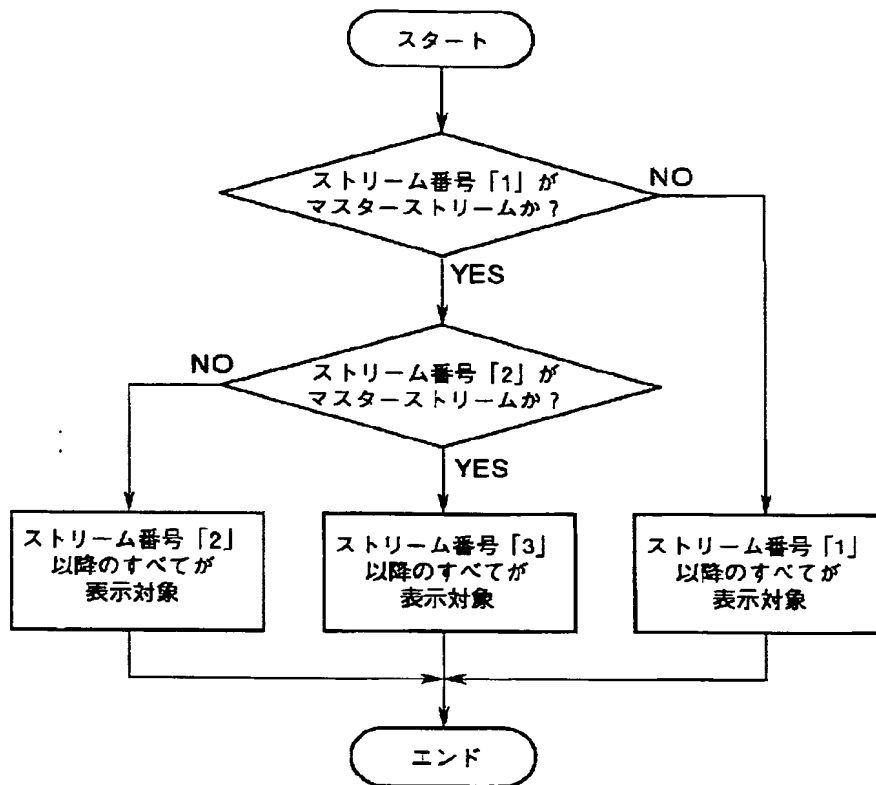 スタート
ストリーム番号「1」が
マスターストリームか？
NO
YES
ストリーム番号「2」が
マスターストリームか？
NO
YES
ストリーム番号「2」
以降のすべてが
表示対象
ストリーム番号「3」
以降のすべてが
表示対象
ストリーム番号「1」
以降のすべてが
表示対象
エンド